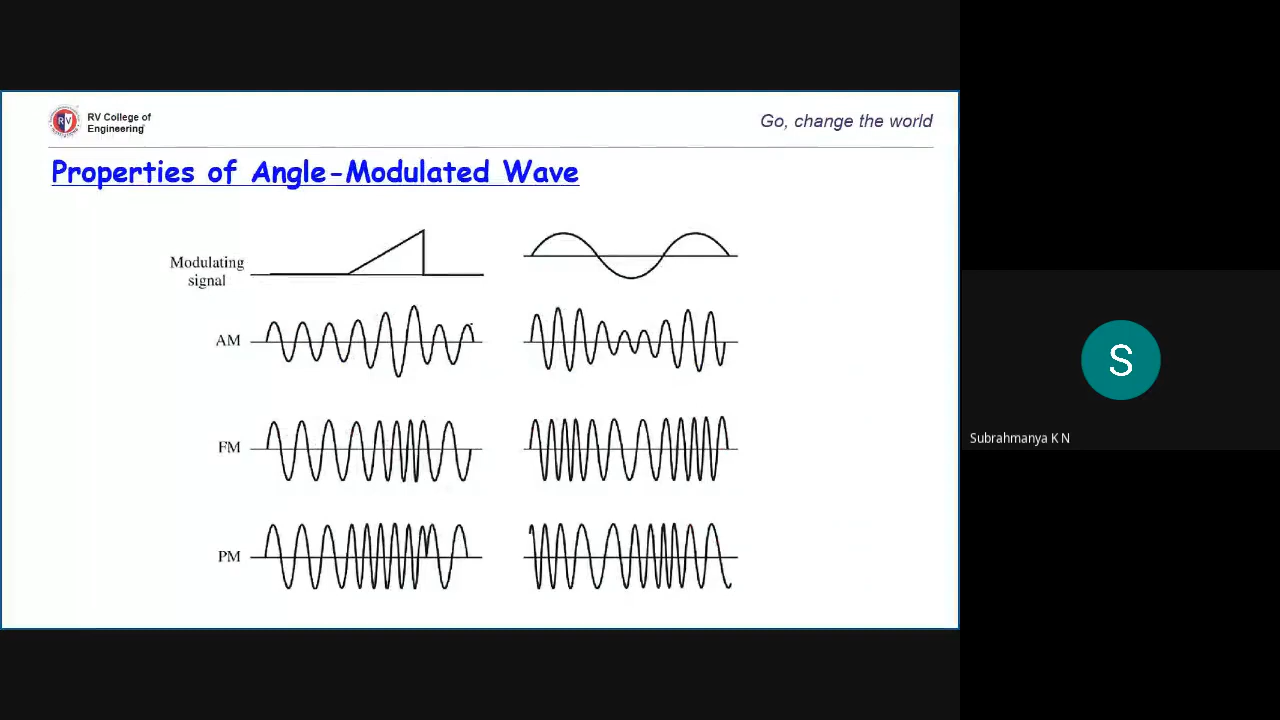 RV College of
Engineering
Go, change the world
Properties of Angle-Modulated Wave
Modulating
signal
AM
FM
PM
S
Subrahmanya K N